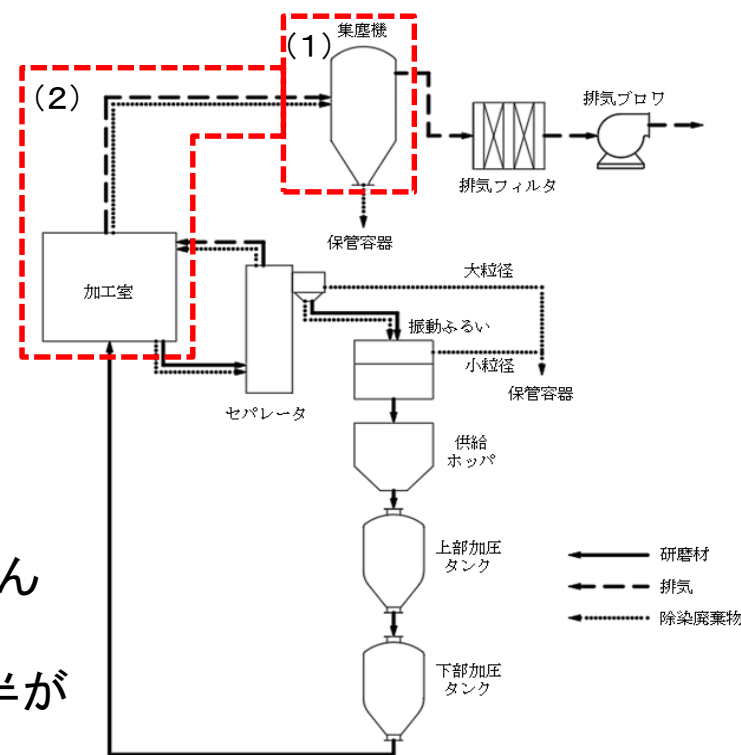 (1)
集塵機
(2)
排気ブロワ
排気フィルタ
保管容器
加工室
大粒径
振動ふるい
小粒径
保管容器
セパレータ
供給
ホッパ
上部加圧
タンク
研磨材
排気
除染廃棄物
ん
下部加圧
タンク
半が